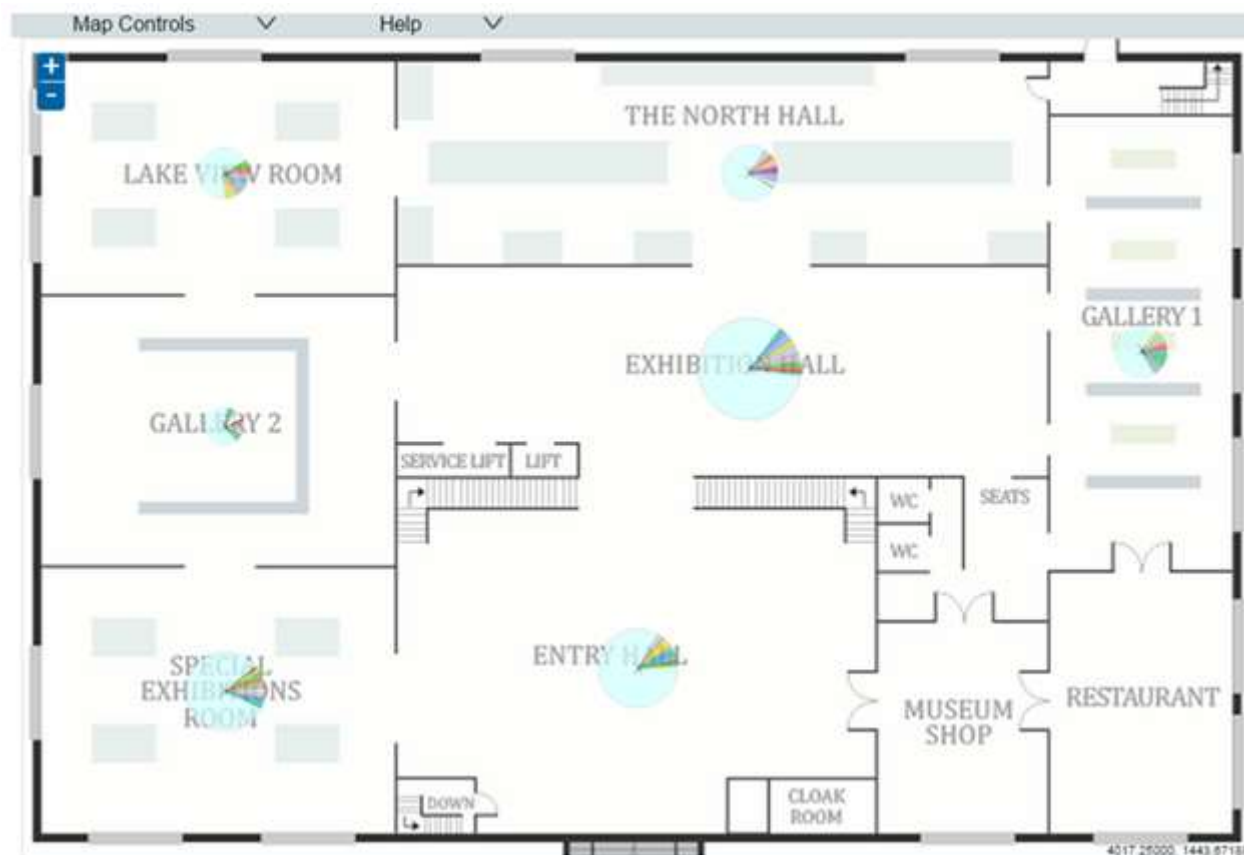 Map Controls
Help
+
-
THE NORTH HALL
LAKE VIEW ROOM
GALLERY 1
EXHIBITION HALL
GALLERY 2
SERVICE LIFT
LIFT
WC
SEATS
WC
SPECIAL
EXHIBITIONS
ROOM
ENTRY HALL
MUSEUM
SHOP
RESTAURANT
DOWN
CLOAK
ROOM